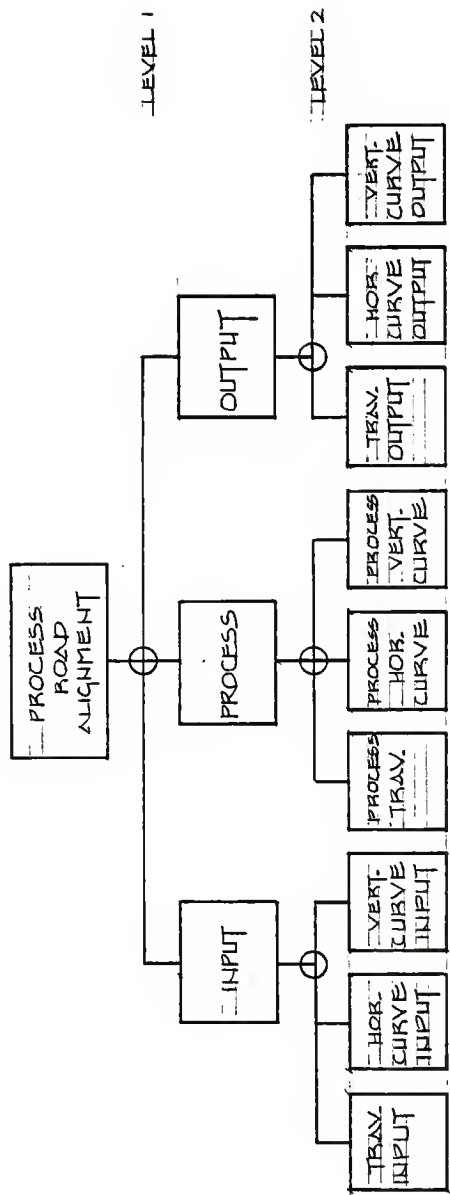 PROCESS
ROAD
ALIGNMENT
LEVEL 1
INPUT
PROCESS
OUTPUT
LEVEL 2
TRAV.
INPUT
HOR.
CURVE
INPUT
VERT.
CURVE
INPUT
PROCESS
TRAV.
PROCESS
HOR.
CURVE
PROCESS
VERT.
CURVE
TRAV.
OUTPUT
HOR.
CURVE
OUTPUT
VERT.
CURVE
OUTPUT